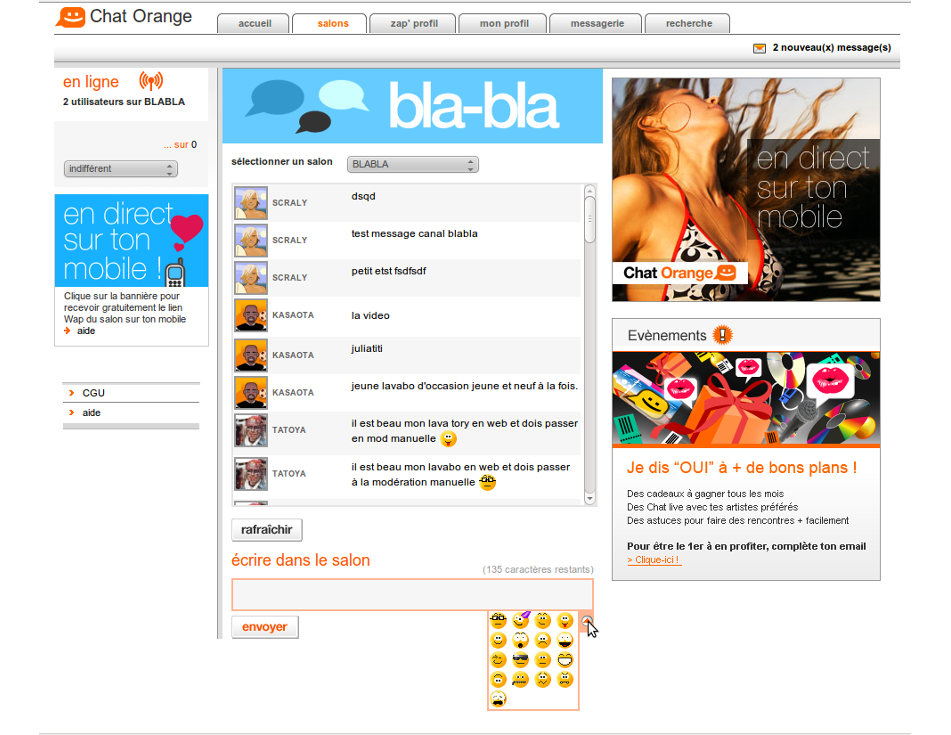 Chat Orange
accueil
salons
zap' profil
mon profil
messagerie
recherche
2 nouveau(x) message(s)
en ligne
2 utilisateurs sur BLABLA
... sur 0
indifférent
en direct
sur ton
mobile !
Clique sur la bannière pour
recevoir gratuitement le lien
Wap du salon sur ton mobile
aide
CGU
aide
bla-bla
sélectionner un salon
BLABLA
SCRALY
dsqd
SCRALY
test message canal blabla
SCRALY
petit etst fsdfsdf
KASAOTA
la video
KASAOTA
juliatiti
KASAOTA
jeune lavabo d'occasion jeune et neuf à la fois.
TATOYA
il est beau mon lava tory en web et dois passer
en mod manuelle
TATOYA
il est beau mon lavabo en web et dois passer
à la modération manuelle
rafraîchir
écrire dans le salon
(135 caractères restants)
envoyer
en direct
sur ton
mobile
Chat Orange
Evènements
Je dis “OUI” à + de bons plans !
Des cadeaux à gagner tous les mois
Des Chat live avec tes artistes préférés
Des astuces pour faire des rencontres + facilement
Pour être le 1er à en profiter, complète ton email
> Clique-ici !